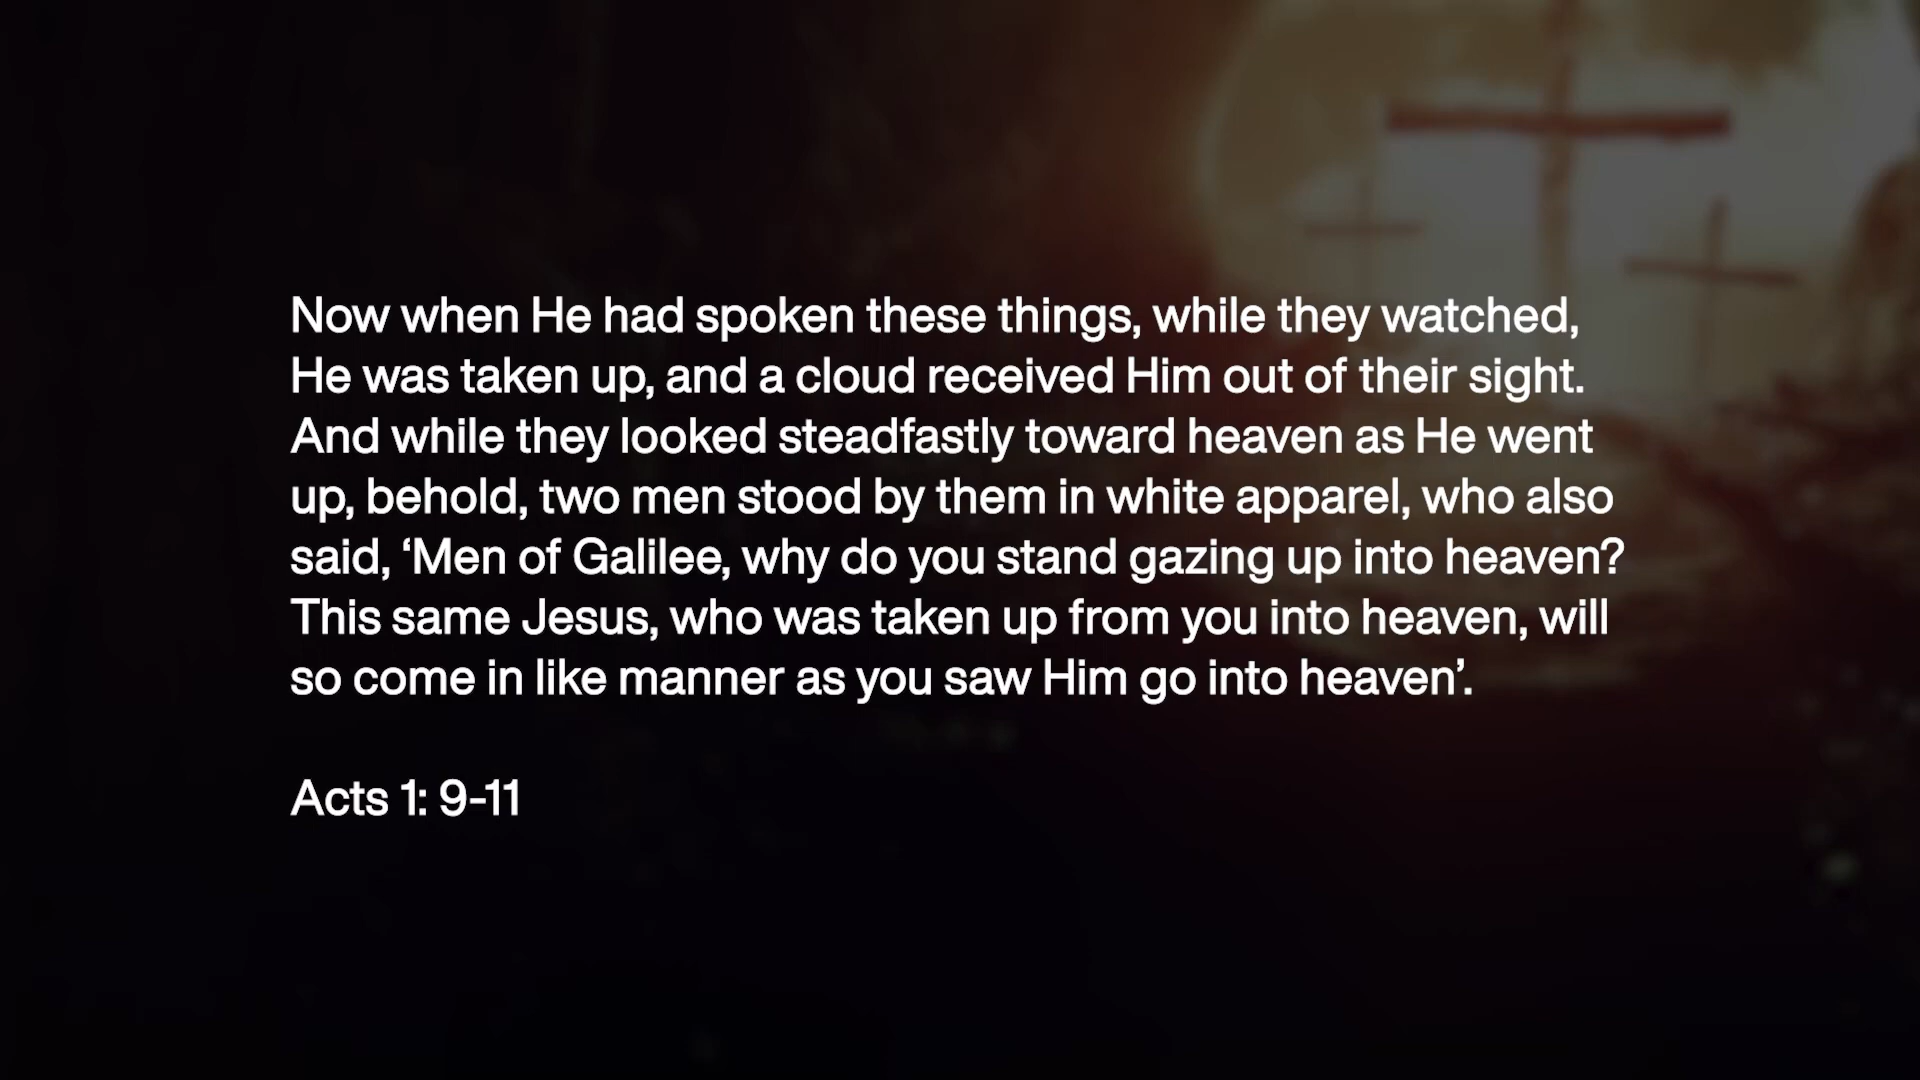 Now when He had spoken these things, while they watched,
He was taken up, and a cloud received Him out of their sight.
And while they looked steadfastly toward heaven as He went
up, behold, two men stood by them in white apparel, who also
said, ‘Men of Galilee, why do you stand gazing up into heaven?
This same Jesus, who was taken up from you into heaven, will
so come in like manner as you saw Him go into heaven’.
Acts 1: 9-11